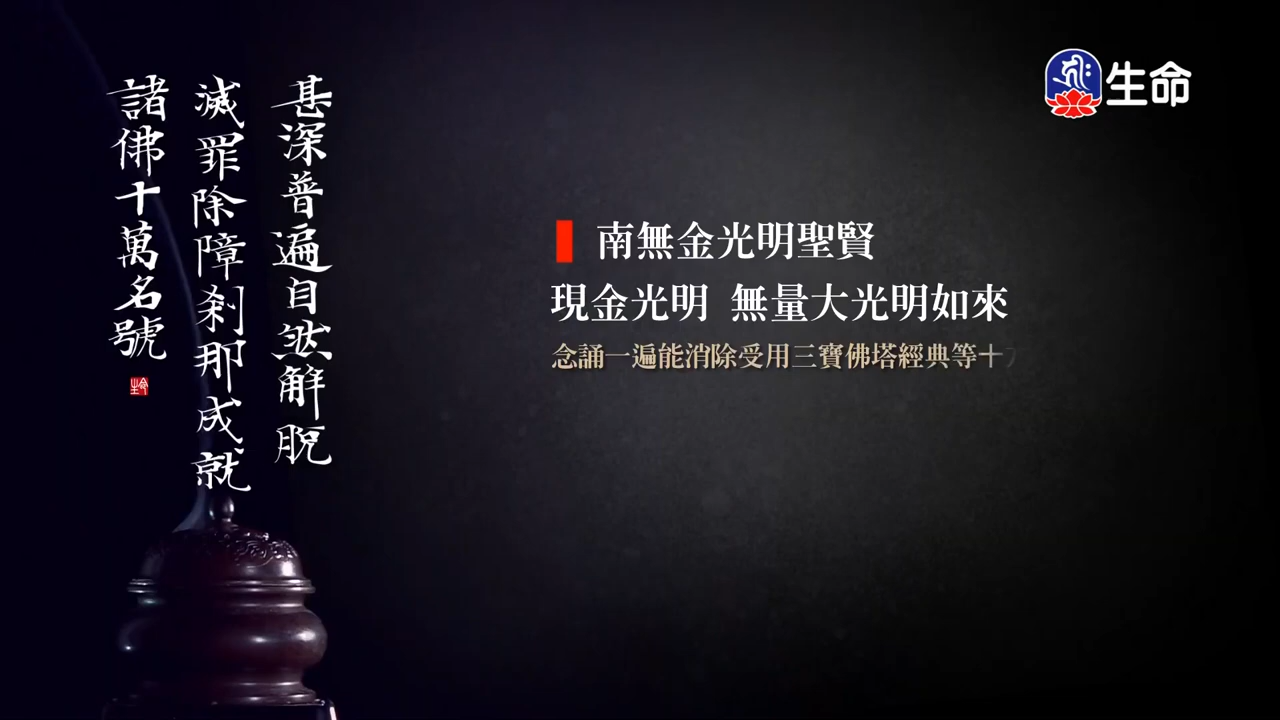 甚深普遍自然解脫
滅罪除障剎那成就
諸佛十萬名號
生命
生命
南無金光明聖賢
現金光明 無量大光明如來
念誦一遍能消除受用三寶佛塔經典等十